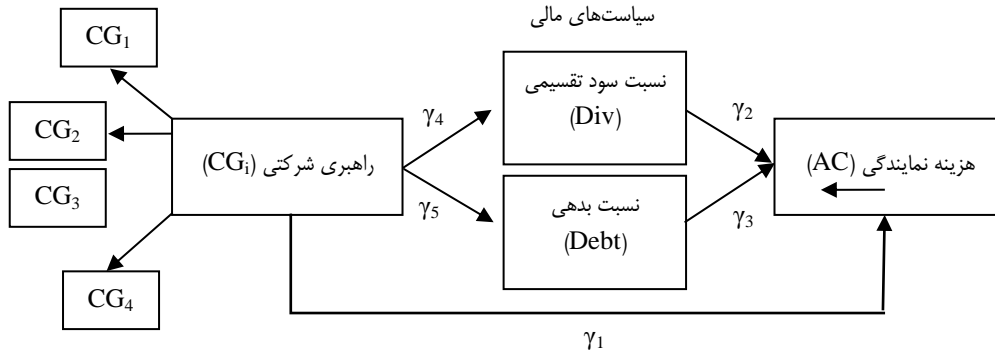 سیاست‌های مالی
CG₁
CG₂
CG₃
CG₄
راهبری شرکتی (CGᵢ)
γ₄
γ₅
نسبت سود تقسیمی
(Div)
نسبت بدهی
(Debt)
γ₂
γ₃
هزینه نمایندگی (AC)
γ₁